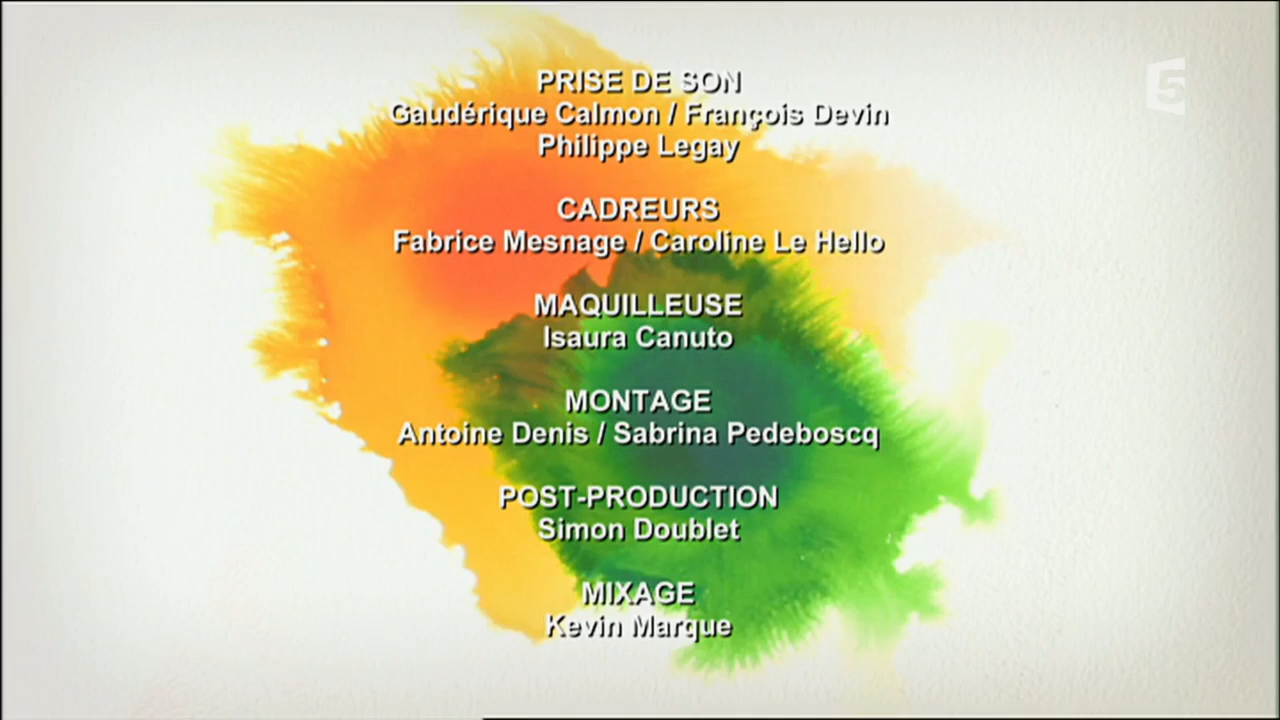 5
PRISE DE SON
Gaudérique Calmon / François Devin
Philippe Legay
CADREURS
Fabrice Mesnage / Caroline Le Hello
MAQUILLEUSE
Isaura Canuto
MONTAGE
Antoine Denis / Sabrina Pedeboscq
POST-PRODUCTION
Simon Doublet
MIXAGE
Kevin Marque